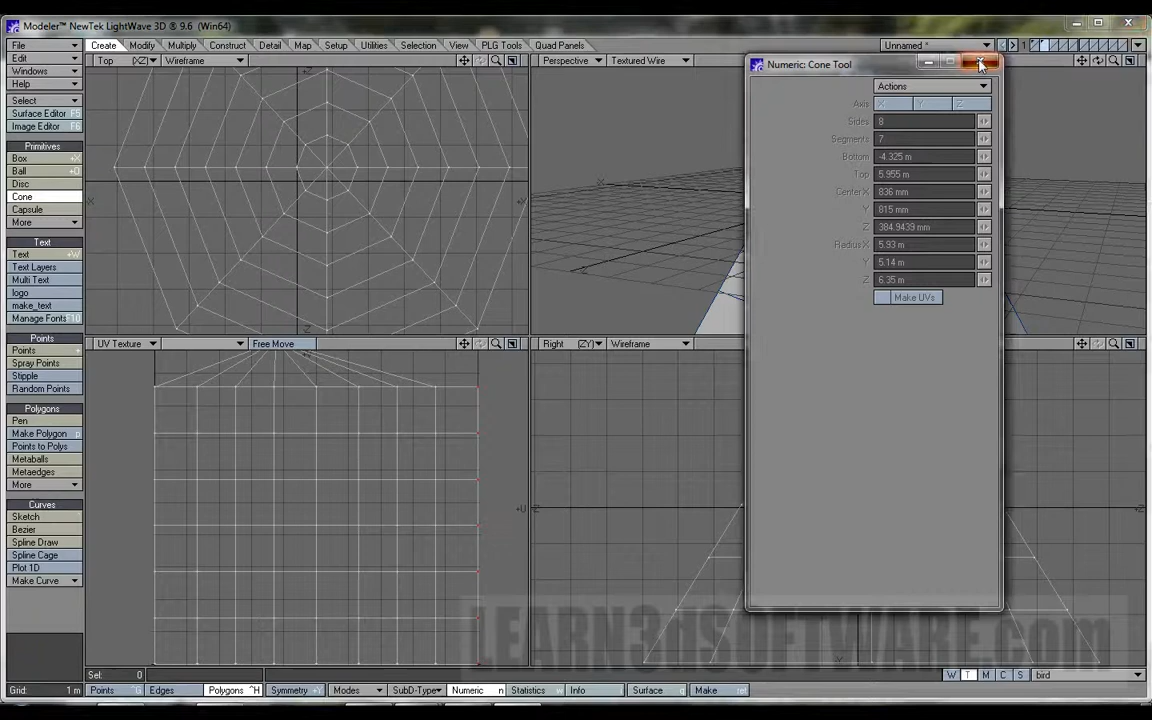 Modeler™ NewTek LightWave 3D ® 9.6 (Win64)
File
Edit
Windows
Help
Select
Surface Editor F5
Image Editor F6
Primitives
Box +X
Ball +O
Disc
Cone
Capsule
More
Text
Text +W
Text Layers
Multi Text
logo
make_text
Manage Fonts F10
Points
Points +
Spray Points
Stipple
Random Points
Polygons
Pen
Make Polygon p
Points to Polys
Metaballs
Metaedges
More
Curves
Sketch
Bezier
Spline Draw
Spline Cage
Plot 1D
Make Curve
Create Modify Multiply Construct Detail Map Setup Utilities Selection View PLG Tools Quad Panels
Unnamed * 1
Top (XZ) Wireframe
Perspective Textured Wire
UV Texture Free Move
Right (ZY) Wireframe
Numeric: Cone Tool
Actions
Axis X Y Z
Sides 8
Segments 7
Bottom -4.325 m
Top 5.955 m
Center X 836 mm
Y 815 mm
Z 384.9439 mm
Radius X 5.93 m
Y 5.14 m
Z 6.35 m
Make UVs
LEARN3dSOFTWARE.com
Sel: 0
W T M C S bird
Grid: 1 m
Points ^G Edges Polygons ^H Symmetry +Y Modes SubD-Type Numeric n Statistics w Info i Surface q Make ret